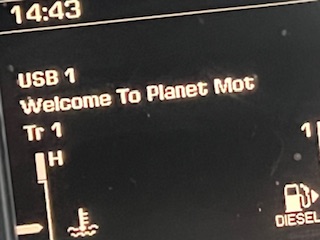 14:43
USB 1
Welcome To Planet Mot
Tr 1
1
H
DIESEL